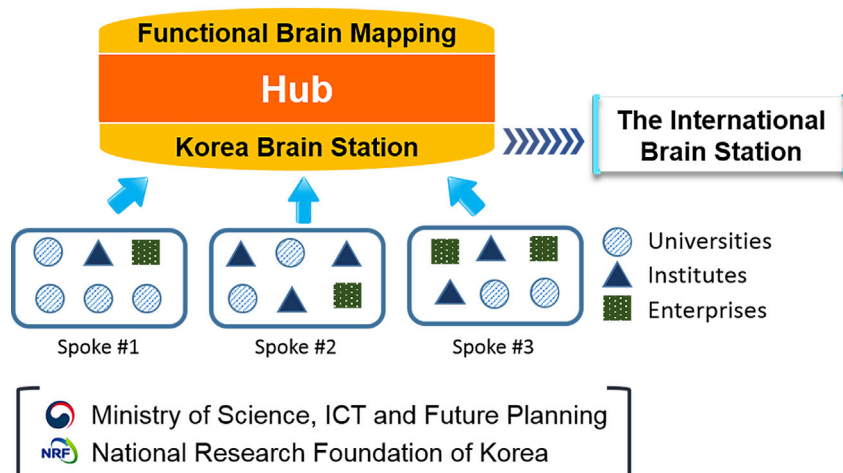 Functional Brain Mapping
Hub
Korea Brain Station
The International
Brain Station
Universities
Institutes
Enterprises
Spoke #1
Spoke #2
Spoke #3
Ministry of Science, ICT and Future Planning
NRF
National Research Foundation of Korea